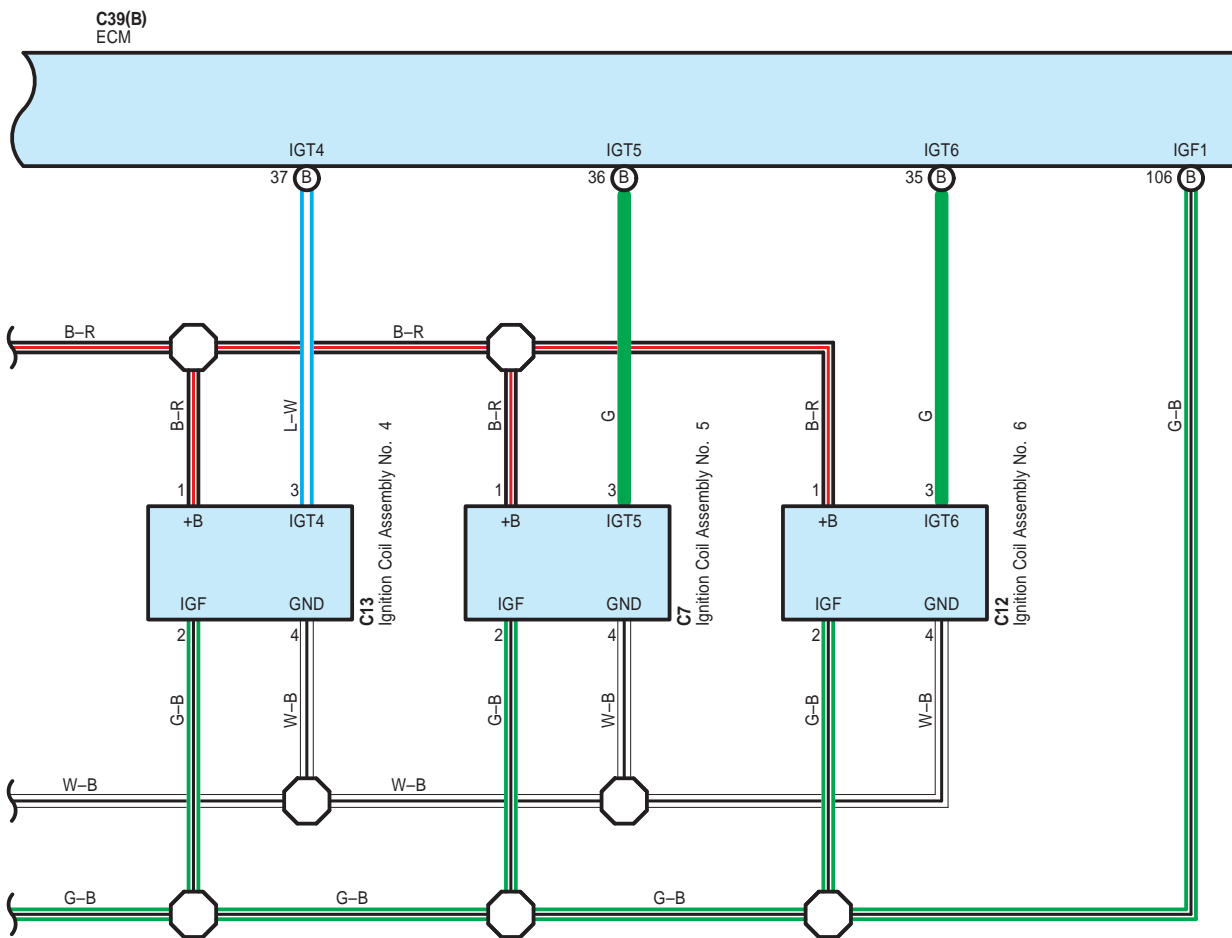 C39(B)
ECM
IGT4
IGT5
IGT6
IGF1
37 B
36 B
35 B
106 B
B–R
B–R
B–R
L–W
B–R
G
B–R
G
G–B
1
3
Ignition Coil Assembly No. 4
1
3
Ignition Coil Assembly No. 5
1
3
Ignition Coil Assembly No. 6
+B
IGT4
+B
IGT5
+B
IGT6
IGF
GND
C13
IGF
GND
C7
IGF
GND
C12
2
4
2
4
2
4
G–B
W–B
G–B
W–B
G–B
W–B
W–B
W–B
G–B
G–B
G–B